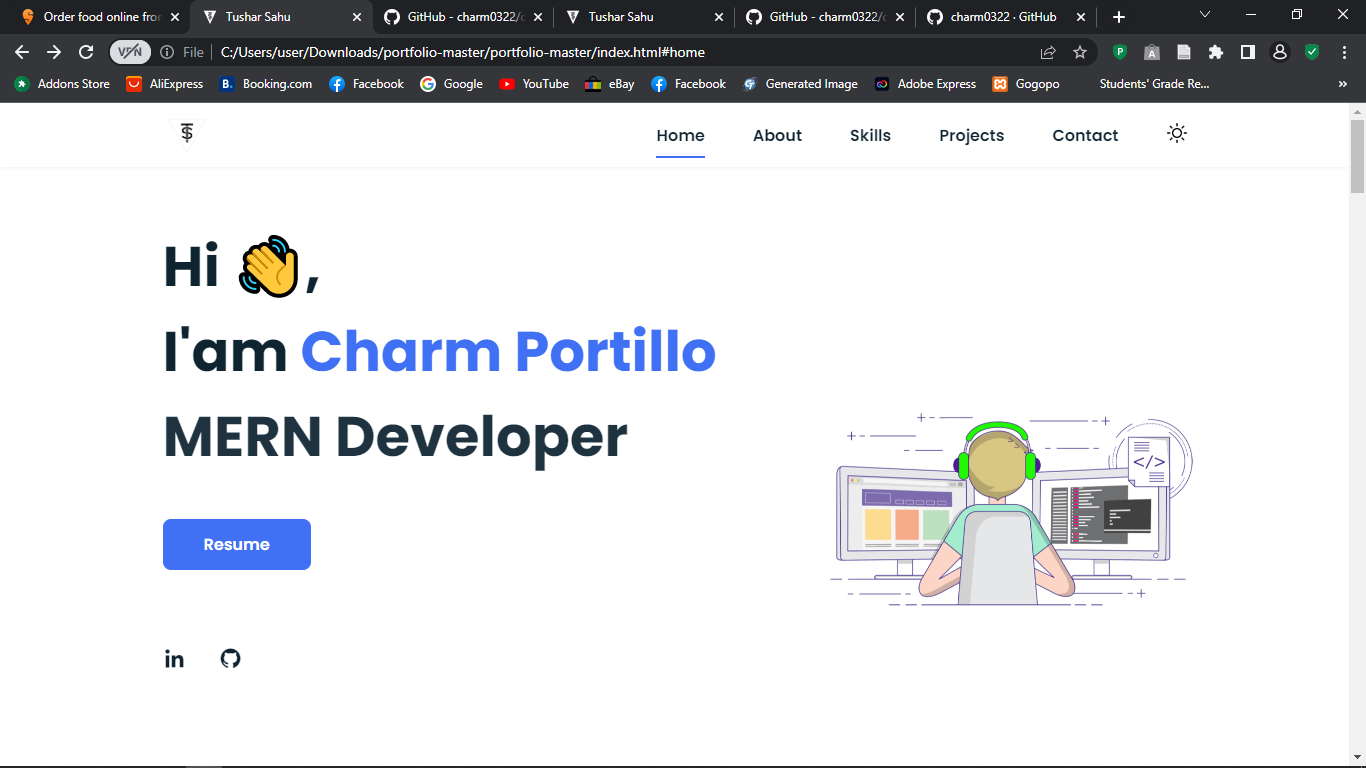 Order food online fro
Tushar Sahu
GitHub - charm0322/c
Tushar Sahu
GitHub - charm0322/c
charm0322 · GitHub
VPN
File
C:/Users/user/Downloads/portfolio-master/portfolio-master/index.html#home
Addons Store
AliExpress
B.
Booking.com
Facebook
Google
YouTube
eBay
Facebook
Generated Image
Adobe Express
Gogopo
Students' Grade Re...
»
Home
About
Skills
Projects
Contact
Hi 👋,
I'am Charm Portillo
MERN Developer
</>
Resume
in